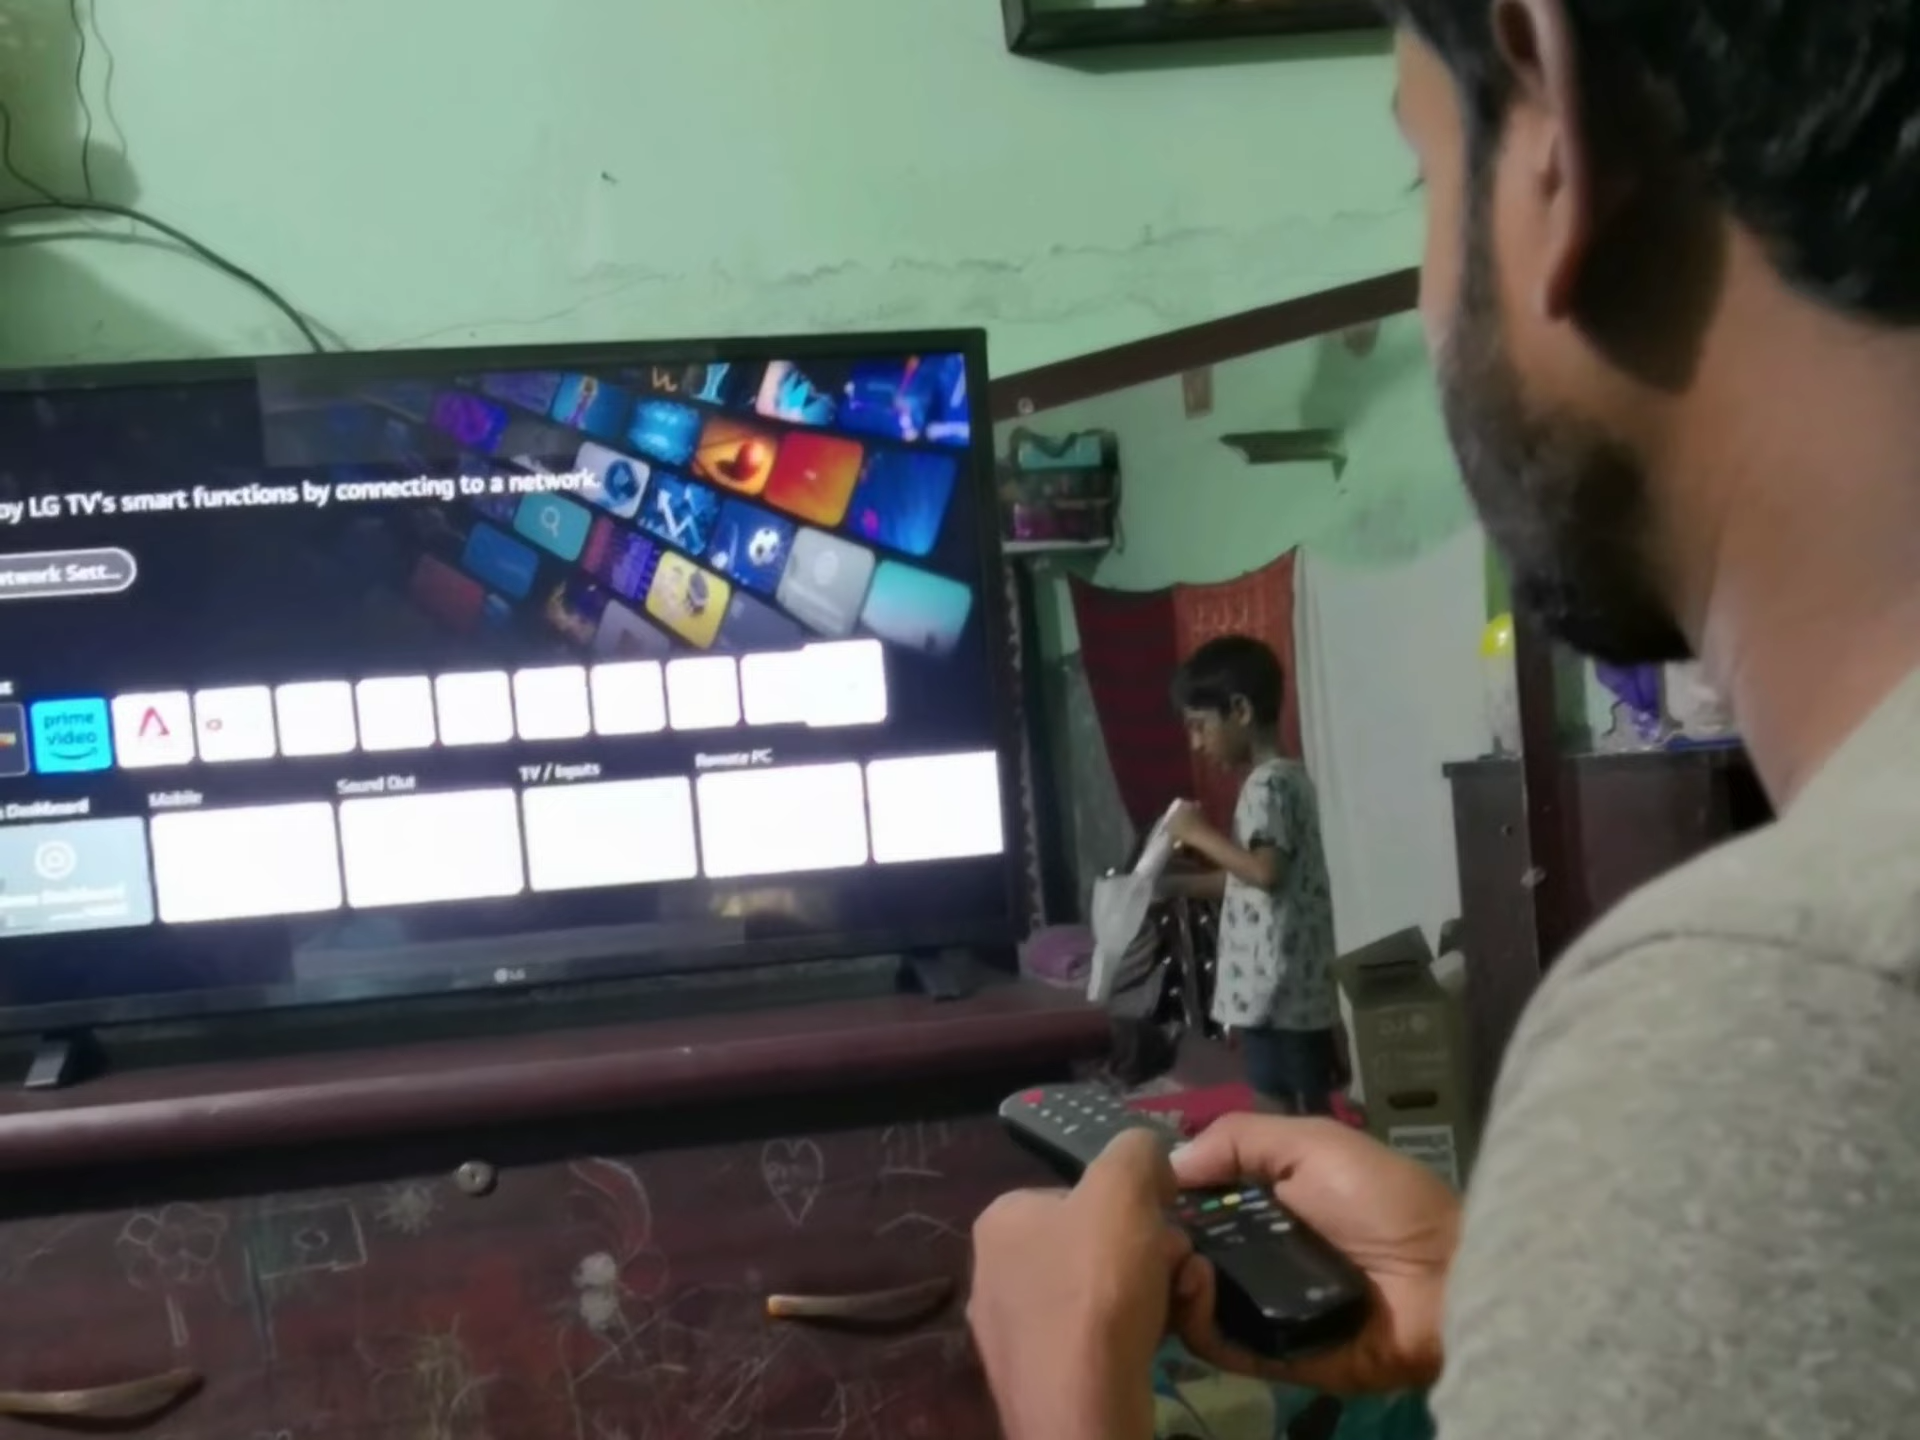 oy LG TV's smart functions by connecting to a network.
twork Sett...
prime
video
Dashboard
Mobile
Sound Out
TV / Inputs
Remote PC
LG